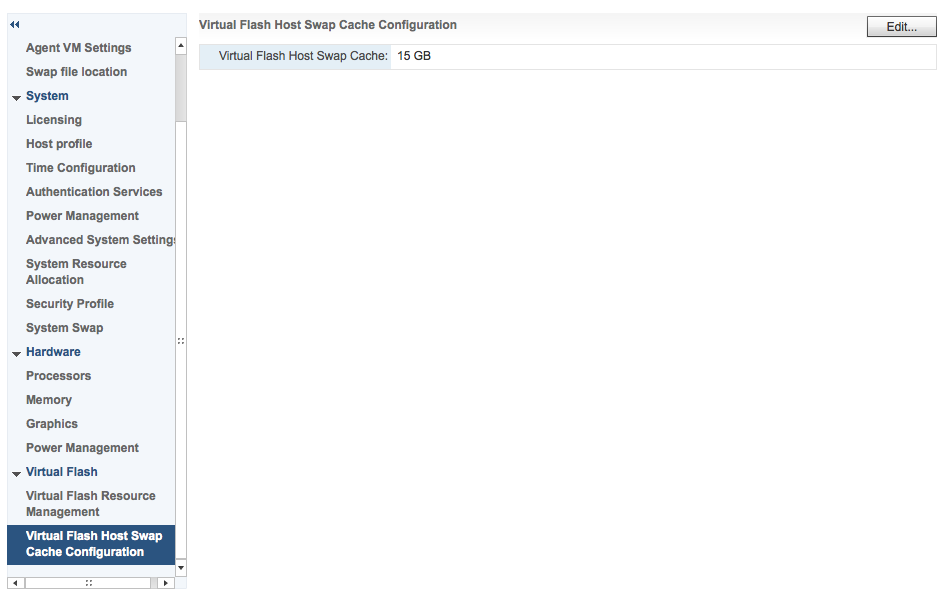 Agent VM Settings
Swap file location
System
Licensing
Host profile
Time Configuration
Authentication Services
Power Management
Advanced System Settings
System Resource
Allocation
Security Profile
System Swap
Hardware
Processors
Memory
Graphics
Power Management
Virtual Flash
Virtual Flash Resource
Management
Virtual Flash Host Swap
Cache Configuration
Virtual Flash Host Swap Cache Configuration
Edit...
Virtual Flash Host Swap Cache: 15 GB